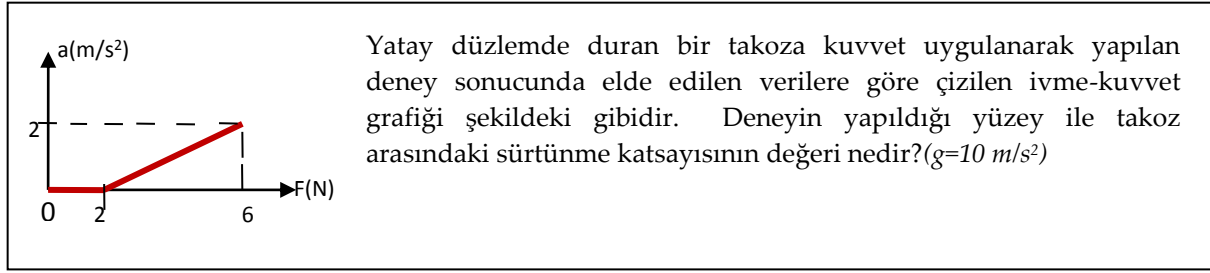 a(m/s²)
2
0
2
6
F(N)
Yatay düzlemde duran bir takoza kuvvet uygulanarak yapılan
deney sonucunda elde edilen verilere göre çizilen ivme-kuvvet
grafiği şekildeki gibidir. Deneyin yapıldığı yüzey ile takoz
arasındaki sürtünme katsayısının değeri nedir?(g=10 m/s²)